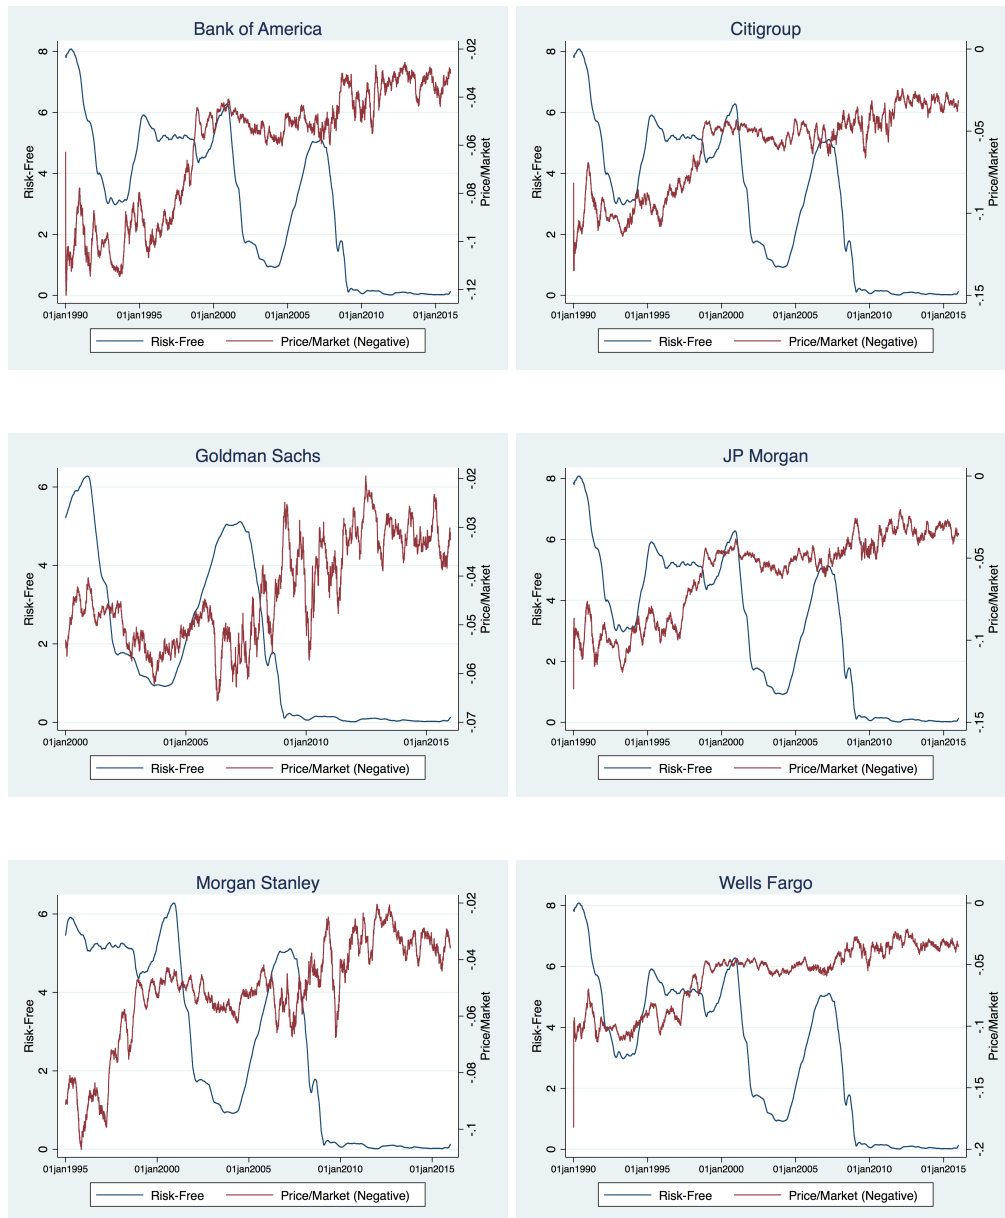 Bank of America
Risk-Free
Price/Market
8
6
4
2
0
-.02
-.04
-.06
-.08
-.1
-.12
01jan1990 01jan1995 01jan2000 01jan2005 01jan2010 01jan2015
Risk-Free Price/Market (Negative)
Citigroup
Risk-Free
Price/Market
8
6
4
2
0
0
-.05
-.1
-.15
01jan1990 01jan1995 01jan2000 01jan2005 01jan2010 01jan2015
Risk-Free Price/Market (Negative)
Goldman Sachs
Risk-Free
Price/Market
6
4
2
0
-.02
-.03
-.04
-.05
-.06
-.07
01jan2000 01jan2005 01jan2010 01jan2015
Risk-Free Price/Market (Negative)
JP Morgan
Risk-Free
Price/Market
8
6
4
2
0
0
-.05
-.1
-.15
01jan1990 01jan1995 01jan2000 01jan2005 01jan2010 01jan2015
Risk-Free Price/Market (Negative)
Morgan Stanley
Risk-Free
Price/Market
6
4
2
0
-.02
-.04
-.06
-.08
-.1
01jan1995 01jan2000 01jan2005 01jan2010 01jan2015
Risk-Free Price/Market (Negative)
Wells Fargo
Risk-Free
Price/Market
8
6
4
2
0
0
-.05
-.1
-.15
-.2
01jan1990 01jan1995 01jan2000 01jan2005 01jan2010 01jan2015
Risk-Free Price/Market (Negative)